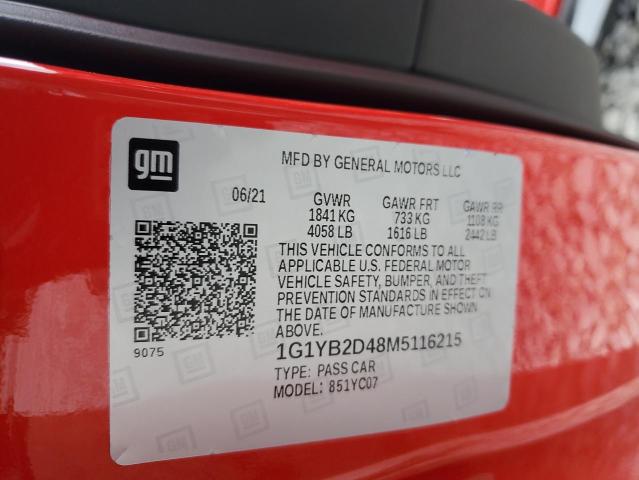 gm
MFD BY GENERAL MOTORS LLC
06/21 GVWR GAWR FRT GAWR RR
1841 KG 733 KG 1108 KG
4058 LB 1616 LB 2442 LB
THIS VEHICLE CONFORMS TO ALL
APPLICABLE U.S. FEDERAL MOTOR
VEHICLE SAFETY, BUMPER, AND THEFT
PREVENTION STANDARDS IN EFFECT ON
THE DATE OF MANUFACTURE SHOWN
ABOVE.
9075
1G1YB2D48M5116215
TYPE: PASS CAR
MODEL: 851YC07